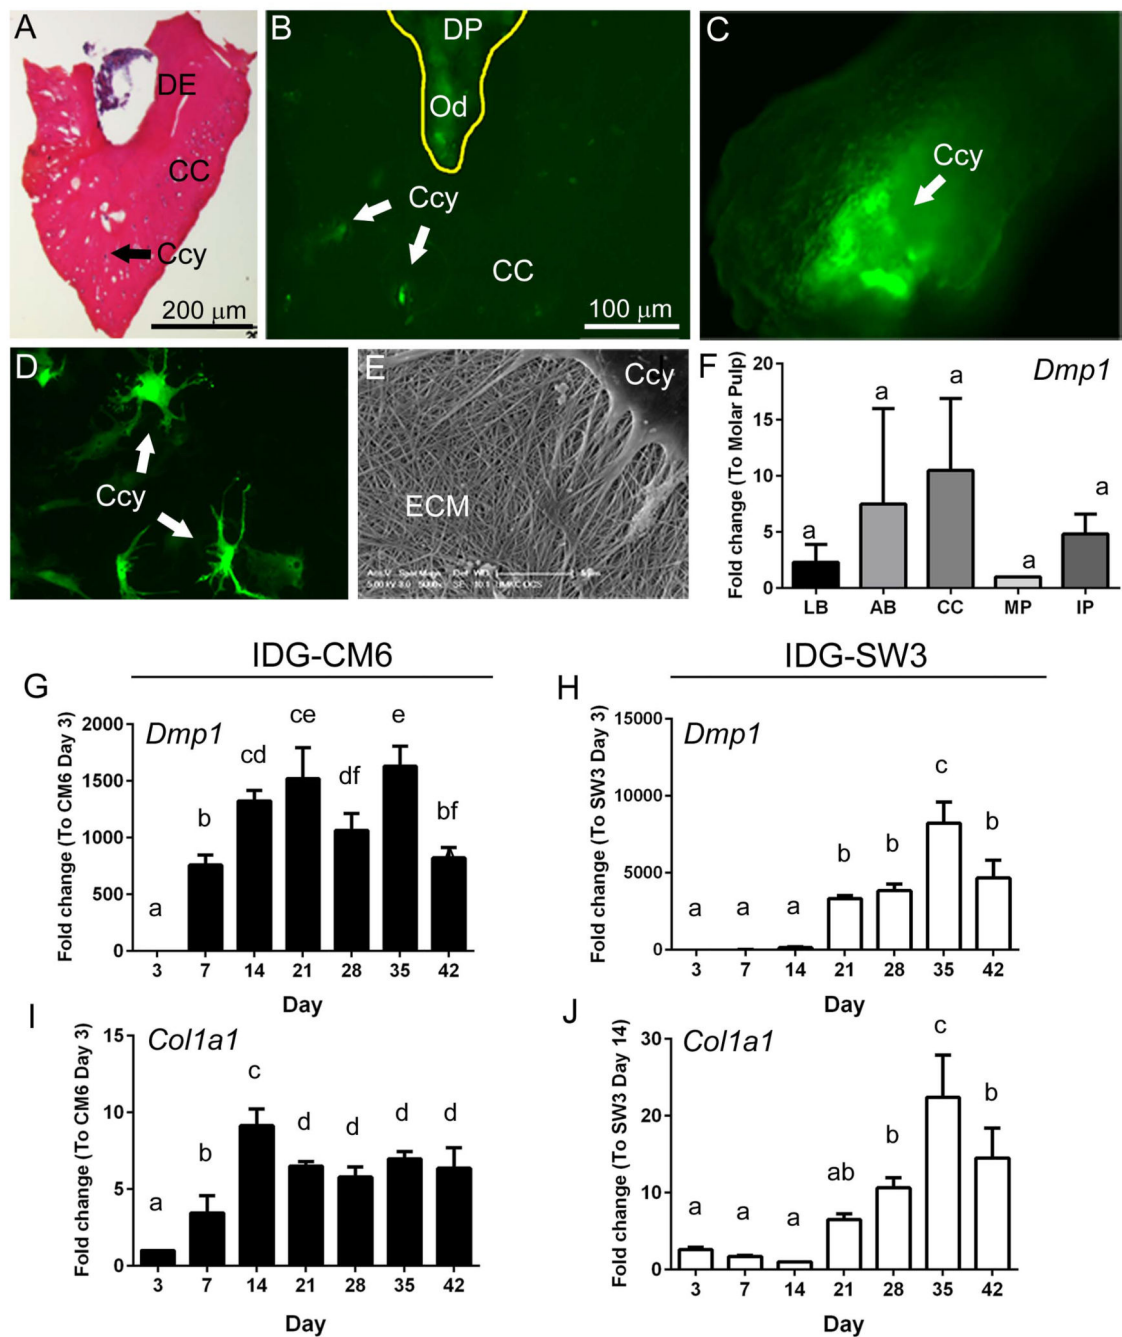 A
DE
CC
Ccy
200 µm
B
DP
Od
Ccy
CC
100 µm
C
Ccy
D
Ccy
E
Ccy
ECM
F
Dmp1
Fold change (To Molar Pulp)
20
15
10
5
0
a
a
a
a
a
LB AB CC MP IP
IDG-CM6
IDG-SW3
G
Dmp1
Fold change (To CM6 Day 3)
2000
1500
1000
500
0
a
b
cd
ce
df
e
bf
3 7 14 21 28 35 42
Day
H
Dmp1
Fold change (To SW3 Day 3)
15000
10000
5000
0
a
a
a
b
b
c
b
3 7 14 21 28 35 42
Day
I
Col1a1
Fold change (To CM6 Day 3)
15
10
5
0
a
b
c
d
d
d
d
3 7 14 21 28 35 42
Day
J
Col1a1
Fold change (To SW3 Day 14)
30
20
10
0
a
a
a
ab
b
c
b
3 7 14 21 28 35 42
Day